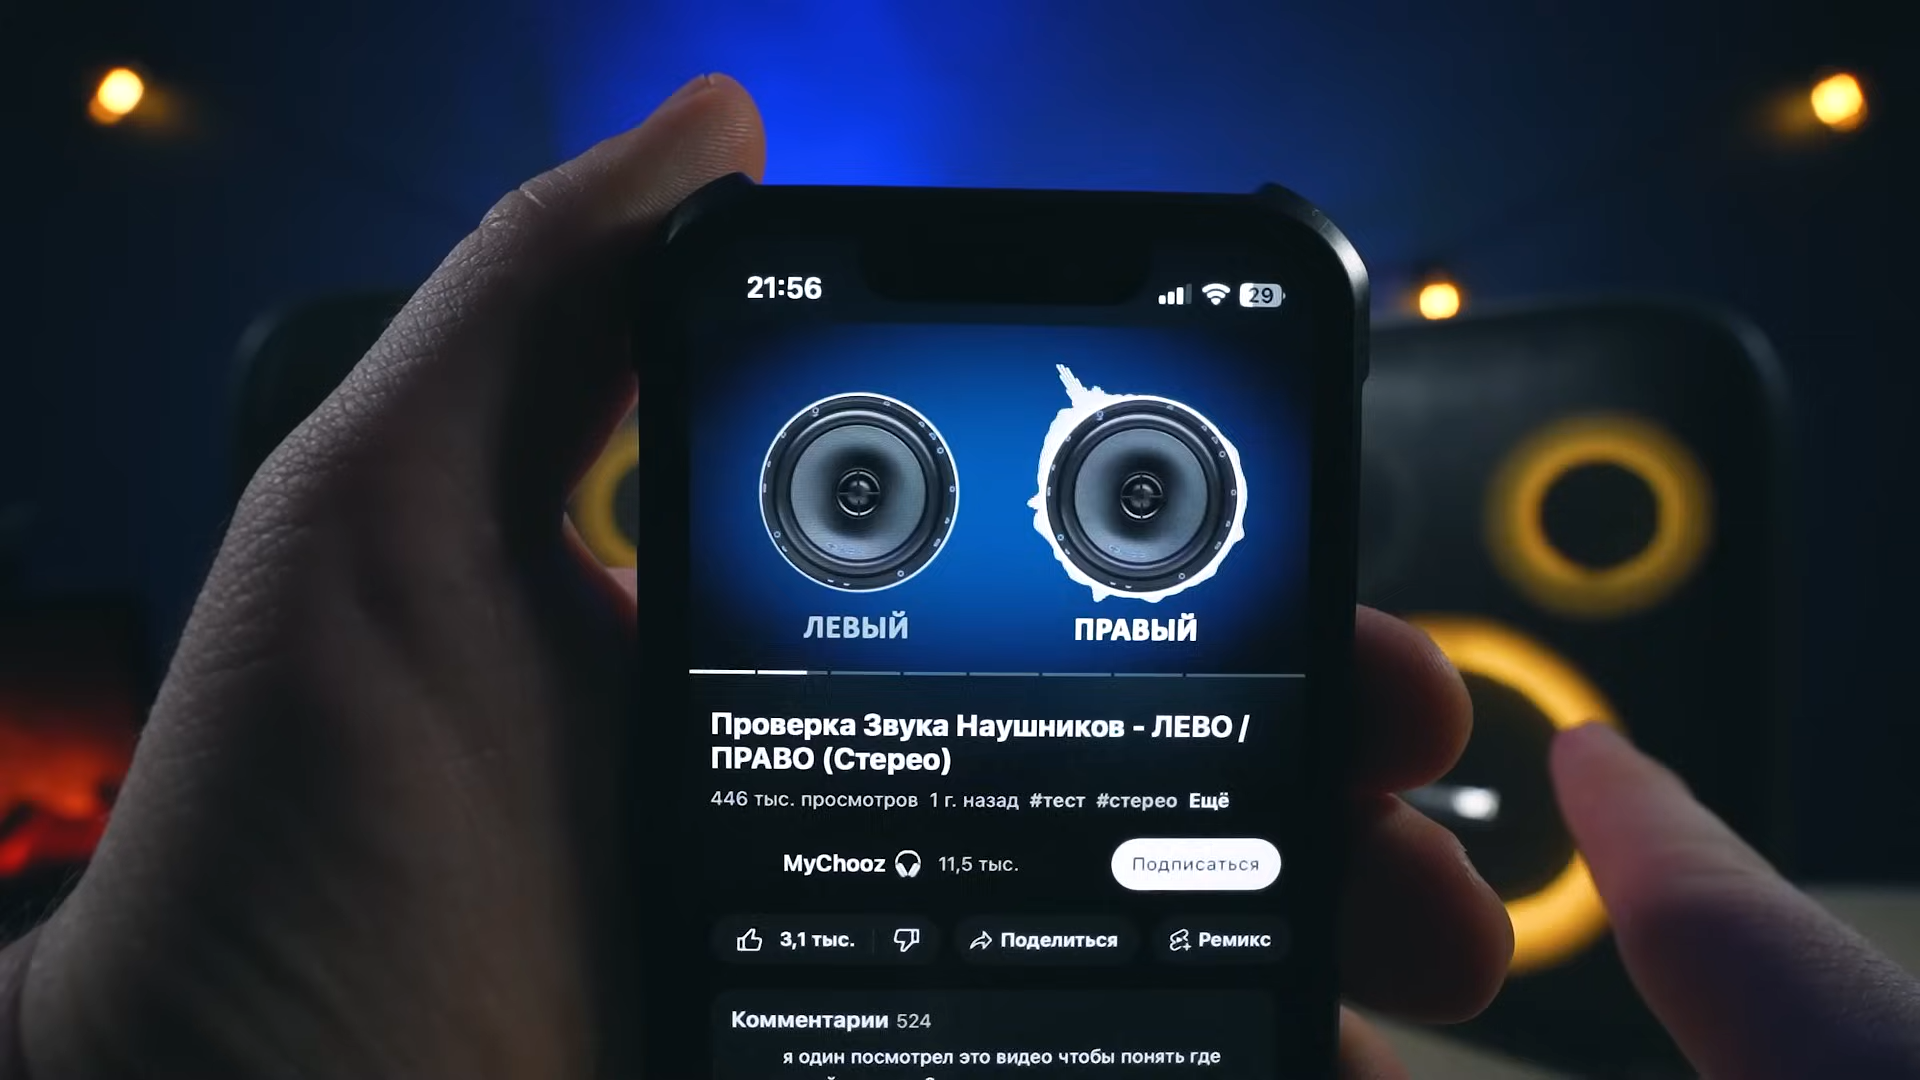 21:56
29
ЛЕВЫЙ
ПРАВЫЙ
Проверка Звука Наушников - ЛЕВО /
ПРАВО (Стерео)
446 тыс. просмотров 1 г. назад #тест #стерео Ещё
MyChooz 11,5 тыс.
Подписаться
3,1 тыс.
Поделиться
Ремикс
Комментарии 524
я один посмотрел это видео чтобы понять где